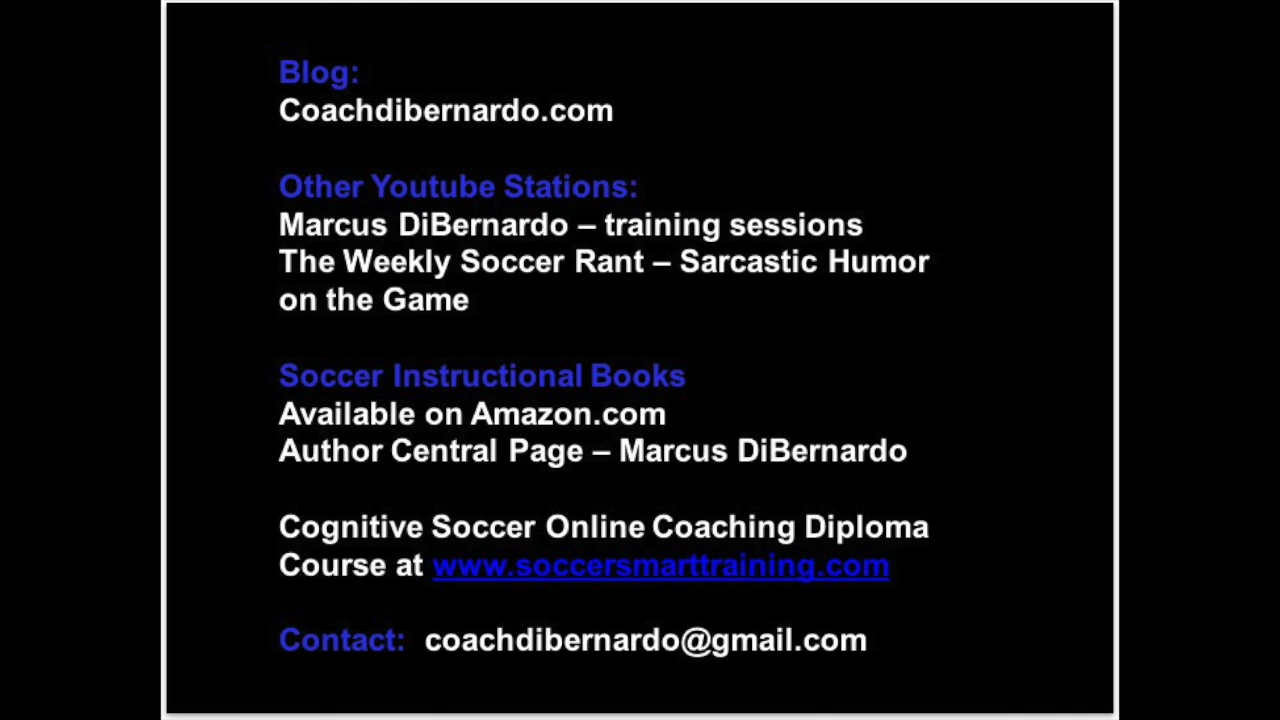 Blog:
Coachdibernardo.com
Other Youtube Stations:
Marcus DiBernardo – training sessions
The Weekly Soccer Rant – Sarcastic Humor
on the Game
Soccer Instructional Books
Available on Amazon.com
Author Central Page – Marcus DiBernardo
Cognitive Soccer Online Coaching Diploma
Course at www.soccersmarttraining.com
Contact: coachdibernardo@gmail.com